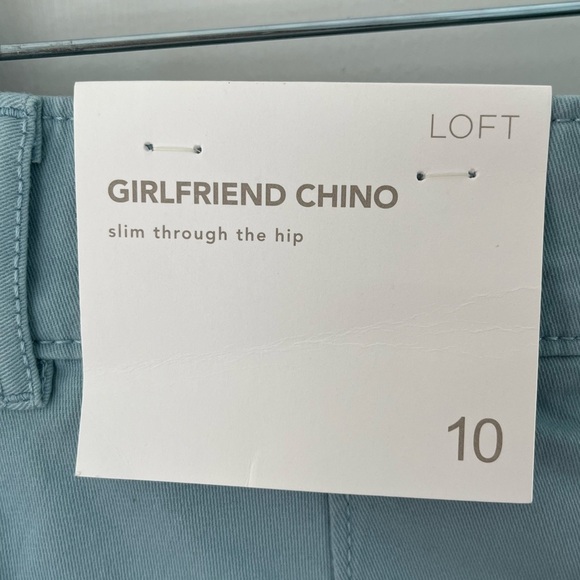 LOFT
GIRLFRIEND CHINO
slim through the hip
10